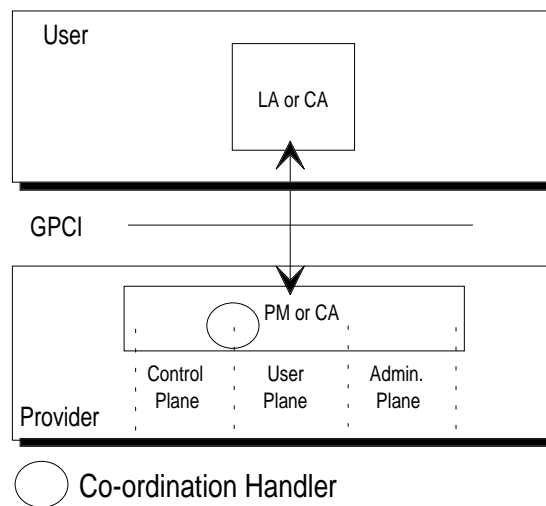 User
LA or CA
GPCI
PM or CA
Control User Admin.
Plane Plane Plane
Provider
Co-ordination Handler